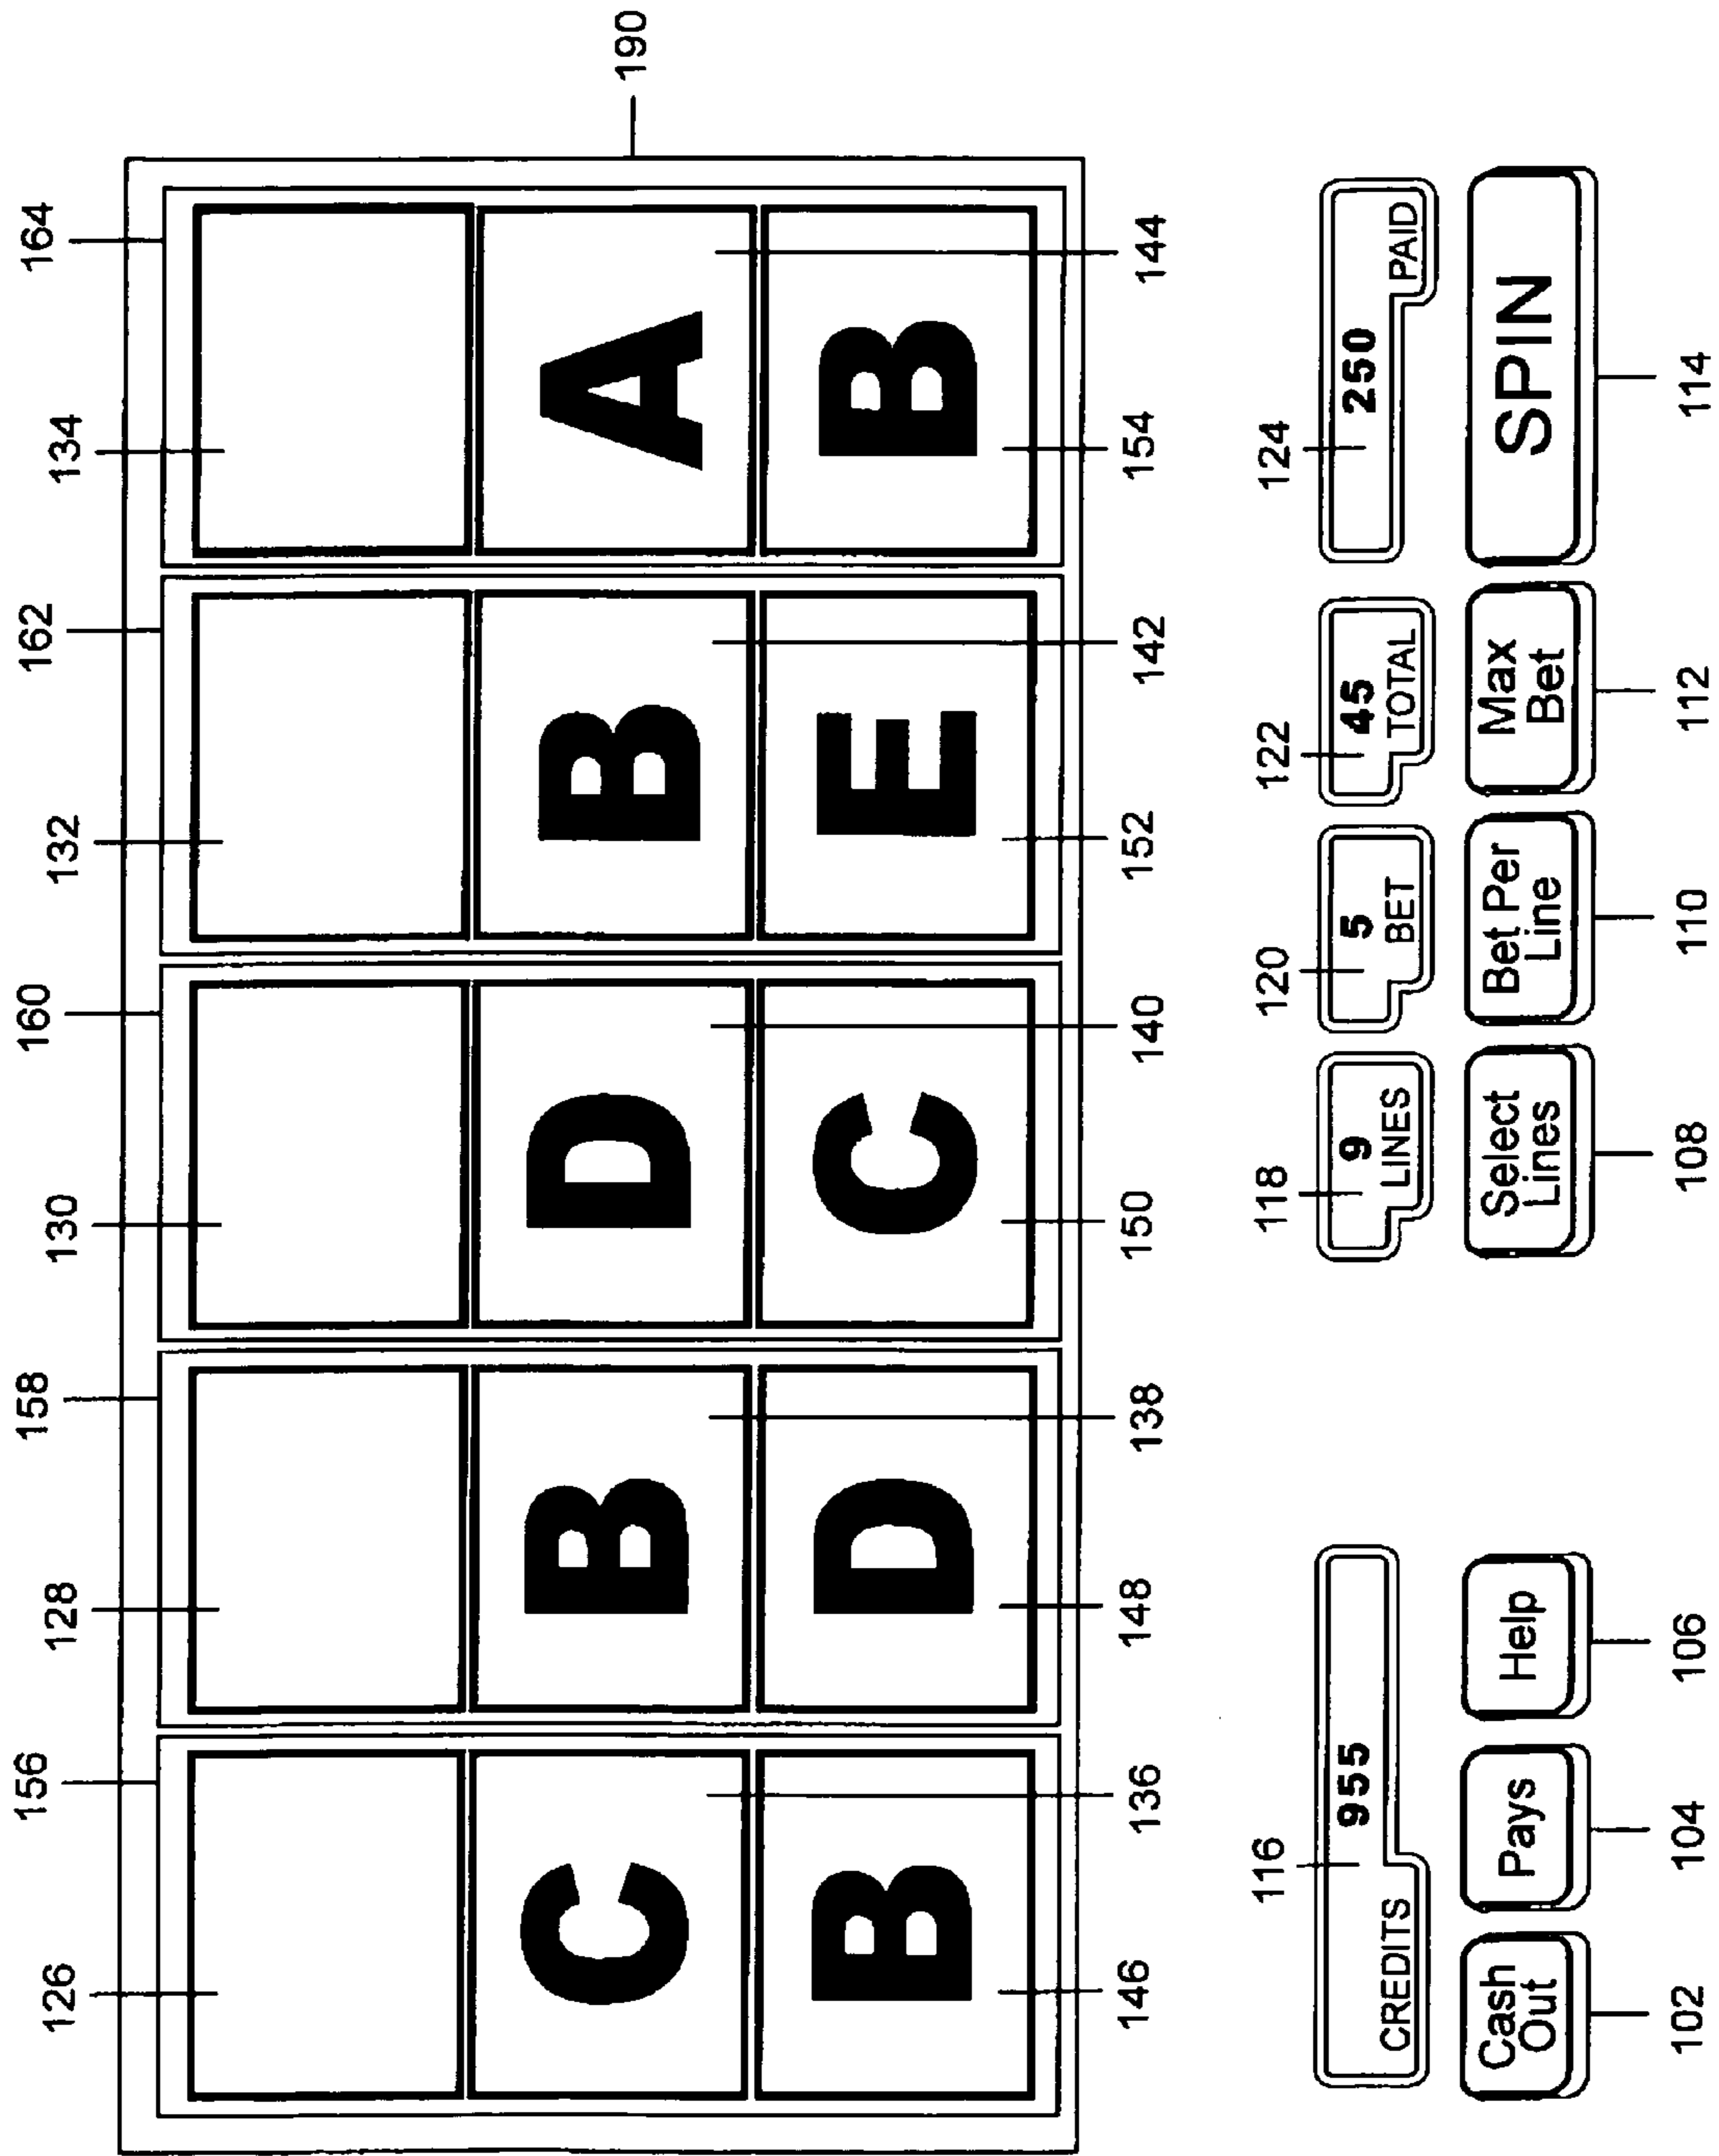 156 158 160 162 164
126 128 130 132 134
190
C B D B A
B D C E B
146 136 148 138 150 140 152 142 154 144
116 118 120 122 124
955 9 5 45 250
CREDITS LINES BET TOTAL PAID
Cash Out
Pays
Help
Select Lines
Bet Per Line
Max Bet
SPIN
102 104 106 108 110 112 114